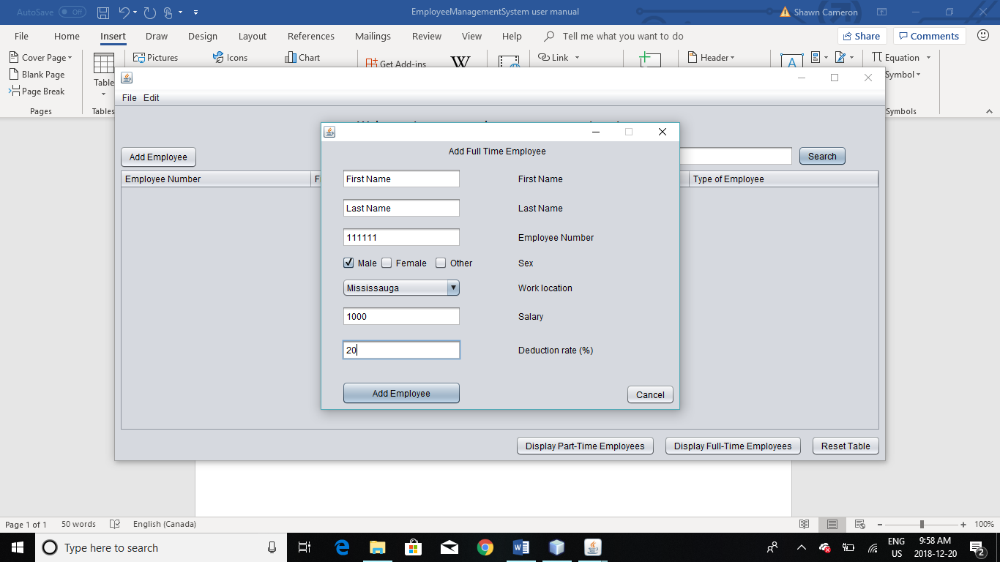 AutoSave Off EmployeeManagementSystem user manual Shawn Cameron
File Home Insert Draw Design Layout References Mailings Review View Help Tell me what you want to do Share Comments
Cover Page Pictures Icons Chart Get Add-ins W Link Header A Equation
Blank Page Table Symbol
Page Break
Pages Tables Symbols
File Edit
Add Employee Search
Employee Number F Type of Employee
Add Full Time Employee
First Name First Name
Last Name Last Name
111111 Employee Number
Male Female Other Sex
Mississauga Work location
1000 Salary
20 Deduction rate (%)
Add Employee Cancel
Display Part-Time Employees Display Full-Time Employees Reset Table
Page 1 of 1 50 words English (Canada) 100%
Type here to search ENG 9:58 AM
US 2018-12-20 2